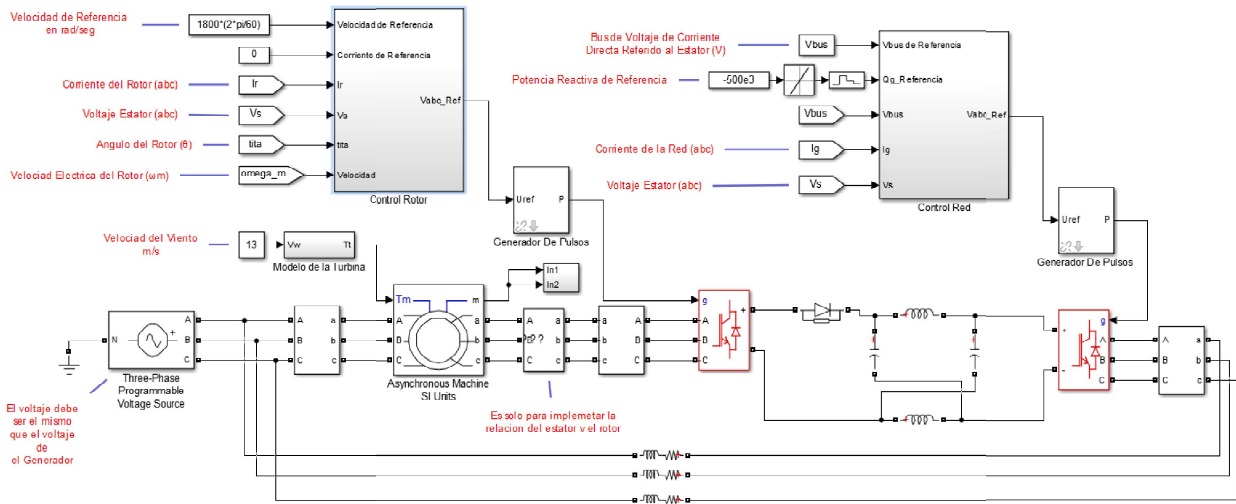 Velocidad de Referencia
en rad/seg
1800*(2*pi/60)
Velocidad de Referencia
0
Corriente de Referencia
Corriente del Rotor (abc)
Ir
Ir
Voltaje Estator (abc)
Vs
Vs
Angulo del Rotor (θ)
tita
tita
Velociad Electrica del Rotor (ωm)
omega_m
Velocidad
Vabc_Ref
Control Rotor
Uref
P
Generador De Pulsos
Bus de Voltaje de Corriente
Directa Referido al Estator (V)
Vbus
Vbus de Referencia
Potencia Reactiva de Referencia
-500e3
Qg_Referencia
Vbus
Vbus
Corriente de la Red (abc)
Ig
Ig
Voltaje Estator (abc)
Vs
Vs
Vabc_Ref
Control Red
Uref
P
Generador De Pulsos
Velociad del Viento
m/s
13
Vw
Tt
Modelo de la Turbina
In1
In2
N
A
B
C
Three-Phase
Programmable
Voltage Source
A
B
C
a
b
c
Tm
m
A
B
C
a
b
c
Asynchronous Machine
SI Units
A
B
C
? ?
a
b
c
a
b
c
A
B
C
g
A
B
C
+
-
+
-
g
A
B
C
A
B
C
a
b
c
El voltaje debe
ser el mismo
que el voltaje
de
el Generador
Es solo para implemetar la
relacion del estator y el rotor